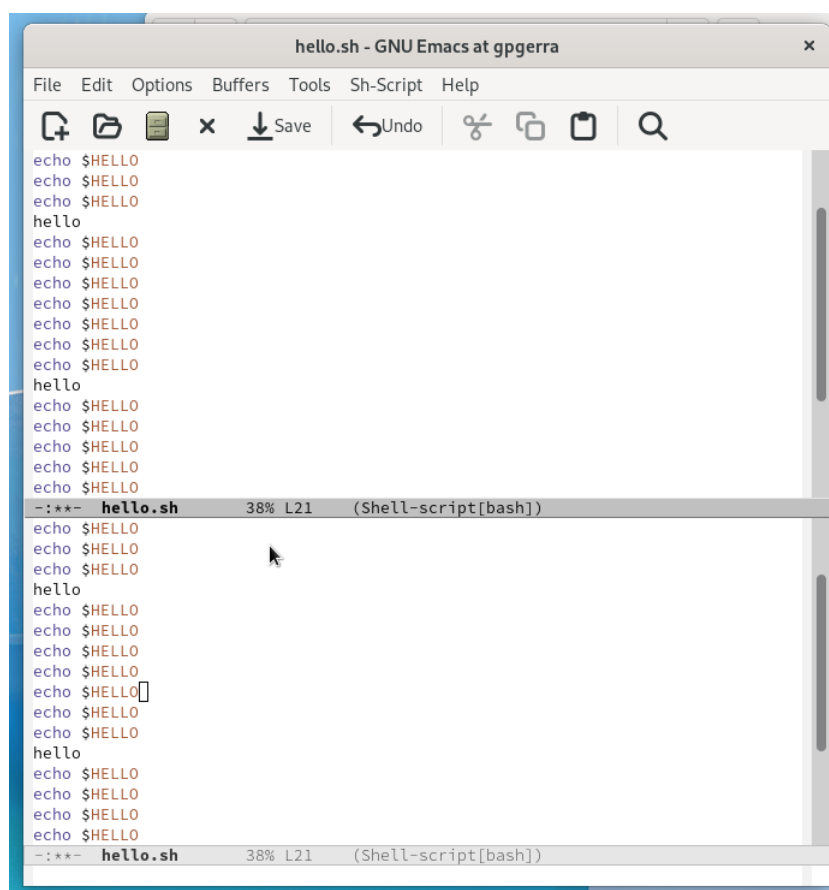 hello.sh - GNU Emacs at gpgerra
File Edit Options Buffers Tools Sh-Script Help
Save Undo
echo $HELLO
echo $HELLO
echo $HELLO
hello
echo $HELLO
echo $HELLO
echo $HELLO
echo $HELLO
echo $HELLO
echo $HELLO
echo $HELLO
hello
echo $HELLO
echo $HELLO
echo $HELLO
echo $HELLO
echo $HELLO
-:**- hello.sh 38% L21 (Shell-script[bash])
echo $HELLO
echo $HELLO
echo $HELLO
hello
echo $HELLO
echo $HELLO
echo $HELLO
echo $HELLO
echo $HELLO
echo $HELLO
echo $HELLO
hello
echo $HELLO
echo $HELLO
echo $HELLO
echo $HELLO
-:**- hello.sh 38% L21 (Shell-script[bash])